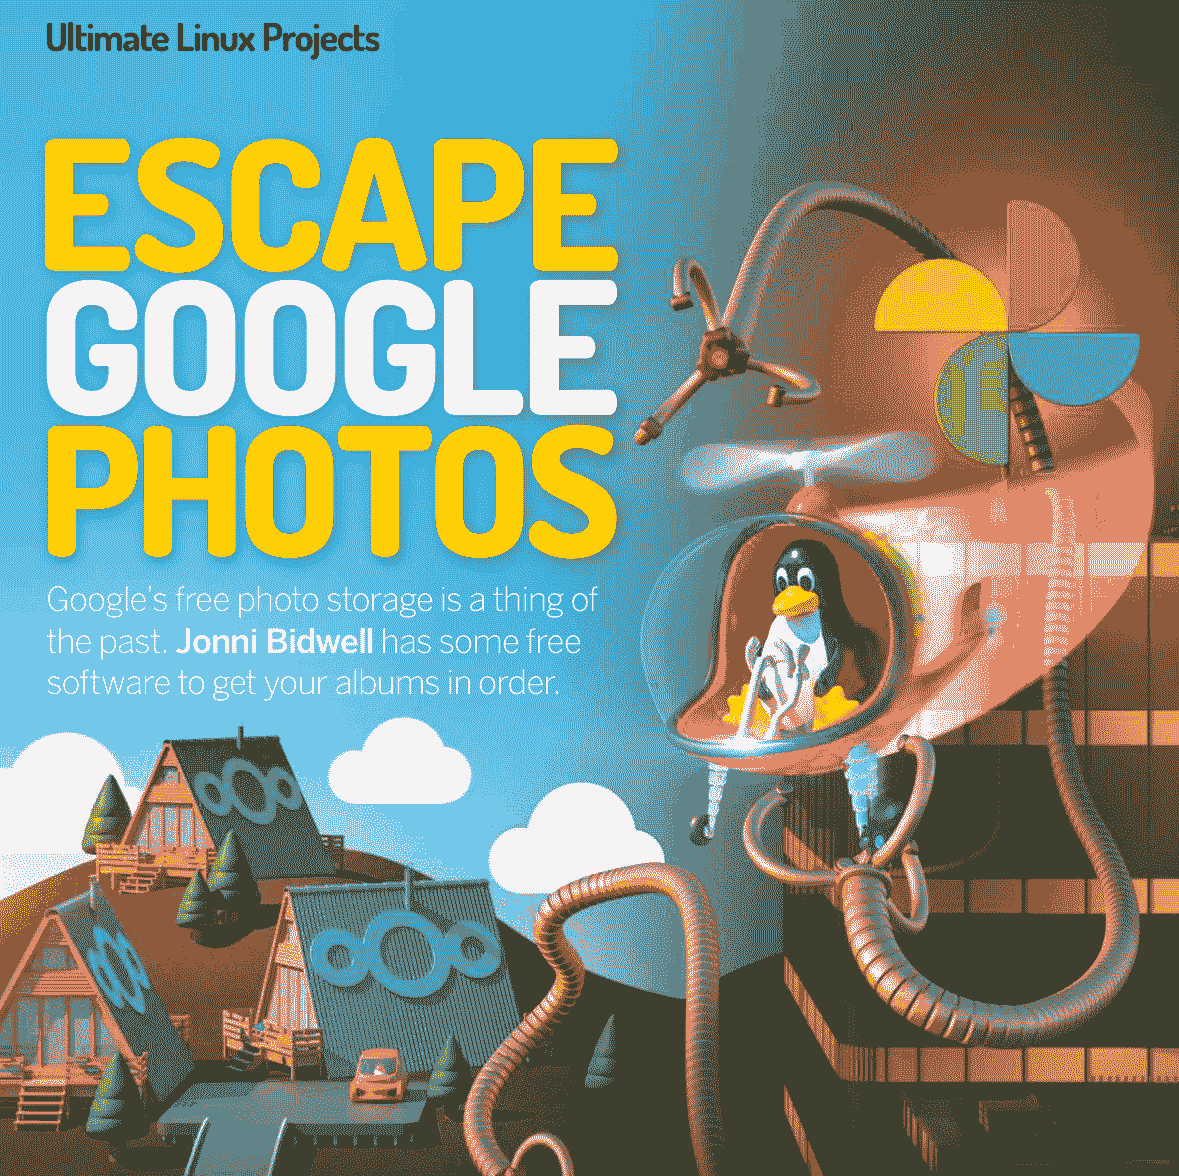 Ultimate Linux Projects
ESCAPE
GOOGLE
PHOTOS
Google's free photo storage is a thing of
the past. Jonni Bidwell has some free
software to get your albums in order.